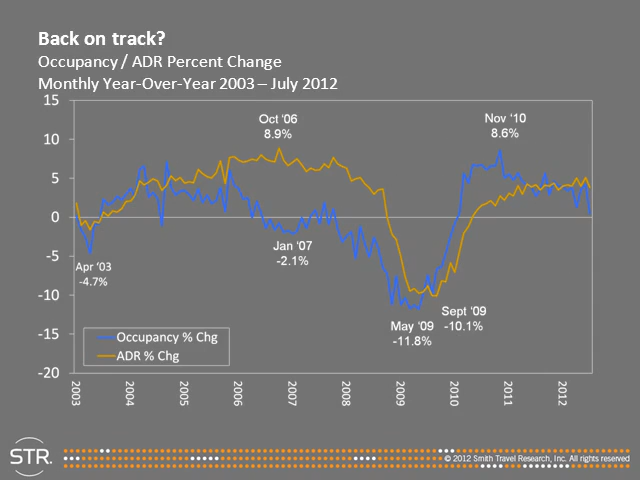 Back on track?
Occupancy / ADR Percent Change
Monthly Year-Over-Year 2003 – July 2012
15
10
5
0
-5
-10
-15
-20
Oct ‘06
8.9%
Nov ‘10
8.6%
Apr ‘03
-4.7%
Jan ‘07
-2.1%
May ‘09
-11.8%
Sept ‘09
-10.1%
Occupancy % Chg
ADR % Chg
2003
2004
2005
2006
2007
2008
2009
2010
2011
2012
STR.
© 2012 Smith Travel Research, Inc. All rights reserved